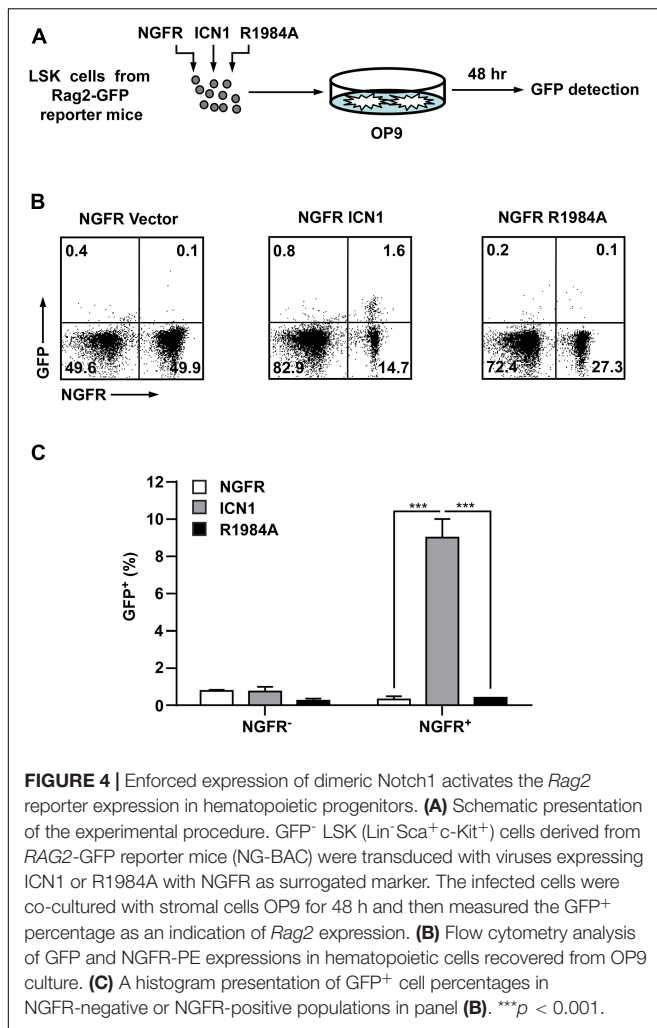 A
NGFR ICN1 R1984A
LSK cells from
Rag2-GFP
reporter mice
48 hr
GFP detection
OP9
B
NGFR Vector
NGFR ICN1
NGFR R1984A
0.4
0.1
0.8
1.6
0.2
0.1
49.6
49.9
82.9
14.7
72.4
27.3
GFP
NGFR
C
NGFR
ICN1
R1984A
GFP⁺ (%)
12
10
8
6
4
2
0
***
***
NGFR⁻
NGFR⁺
FIGURE 4 | Enforced expression of dimeric Notch1 activates the Rag2
reporter expression in hematopoietic progenitors. (A) Schematic presentation
of the experimental procedure. GFP⁻ LSK (Lin⁻Sca⁺c-Kit⁺) cells derived from
RAG2-GFP reporter mice (NG-BAC) were transduced with viruses expressing
ICN1 or R1984A with NGFR as surrogated marker. The infected cells were
co-cultured with stromal cells OP9 for 48 h and then measured the GFP⁺
percentage as an indication of Rag2 expression. (B) Flow cytometry analysis
of GFP and NGFR-PE expressions in hematopoietic cells recovered from OP9
culture. (C) A histogram presentation of GFP⁺ cell percentages in
NGFR-negative or NGFR-positive populations in panel (B). ***p < 0.001.